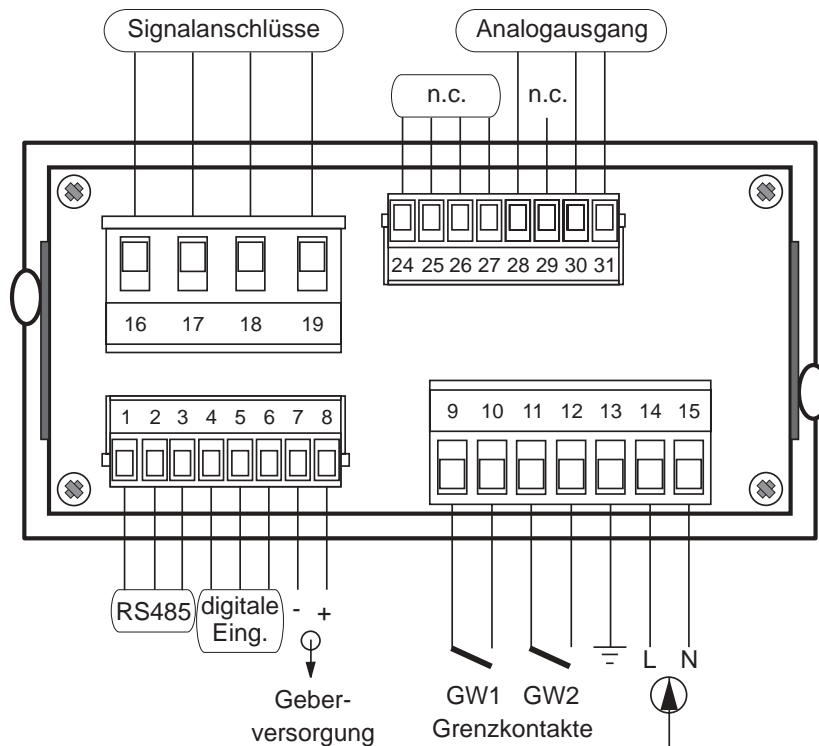 Signalanschlüsse Analogausgang
n.c. n.c.
24 25 26 27 28 29 30 31
16 17 18 19
1 2 3 4 5 6 7 8
9 10 11 12 13 14 15
RS485 digitale Eing. - +
L N
Geber-
versorgung
GW1 GW2
Grenzkontakte